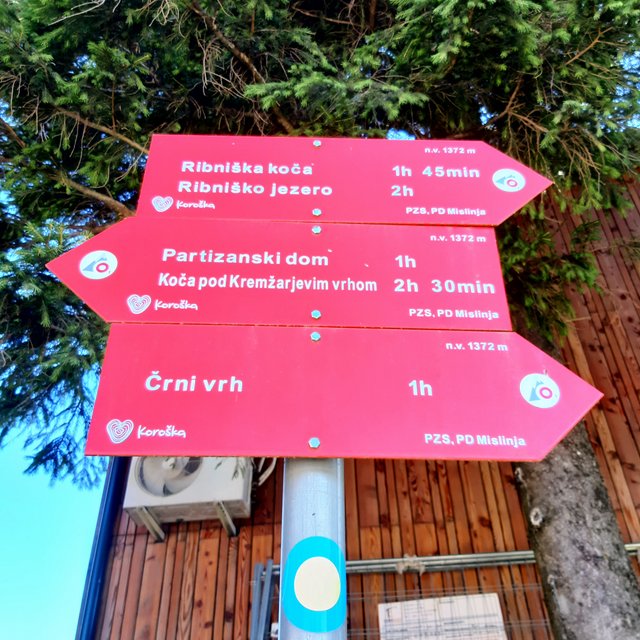 n.v. 1372 m
Ribniška koča 1h 45min
Ribniško jezero 2h
Koroška PZS, PD Mislinja
n.v. 1372 m
Partizanski dom 1h
Koča pod Kremžarjevim vrhom 2h 30min
Koroška PZS, PD Mislinja
n.v. 1372 m
Črni vrh 1h
Koroška PZS, PD Mislinja